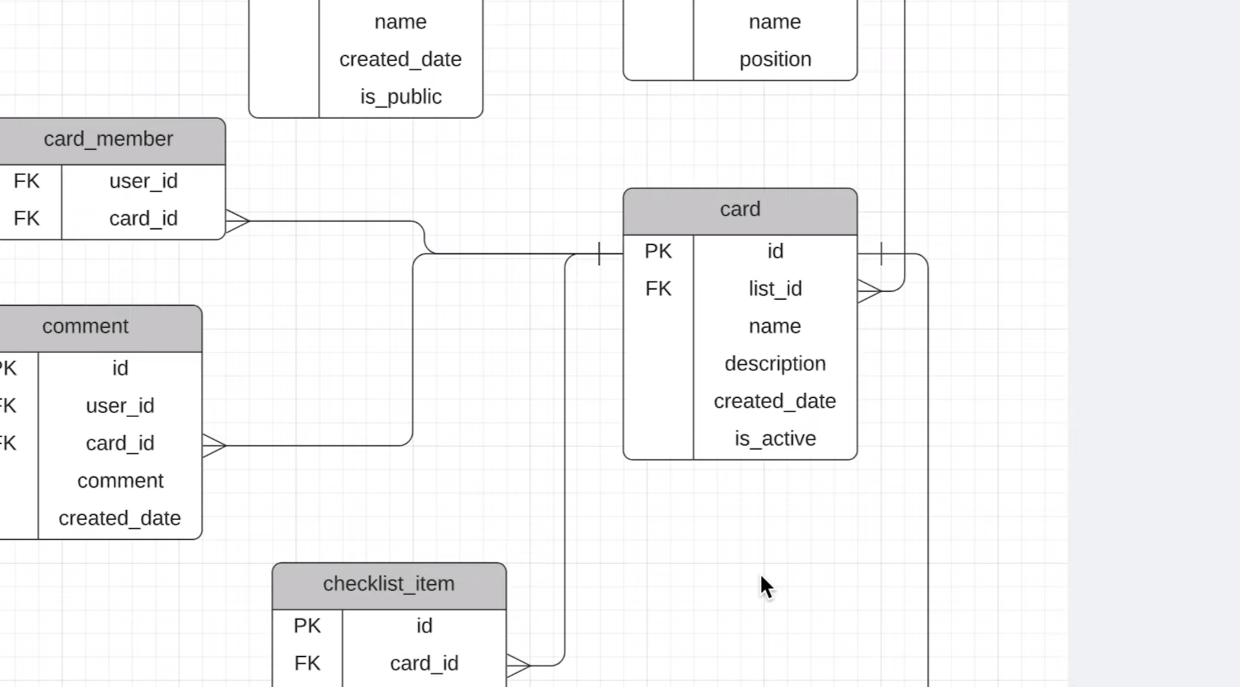 name
created_date
is_public
name
position
card_member
FK user_id
FK card_id
card
PK id
FK list_id
name
description
created_date
is_active
comment
PK id
FK user_id
FK card_id
comment
created_date
checklist_item
PK id
FK card_id